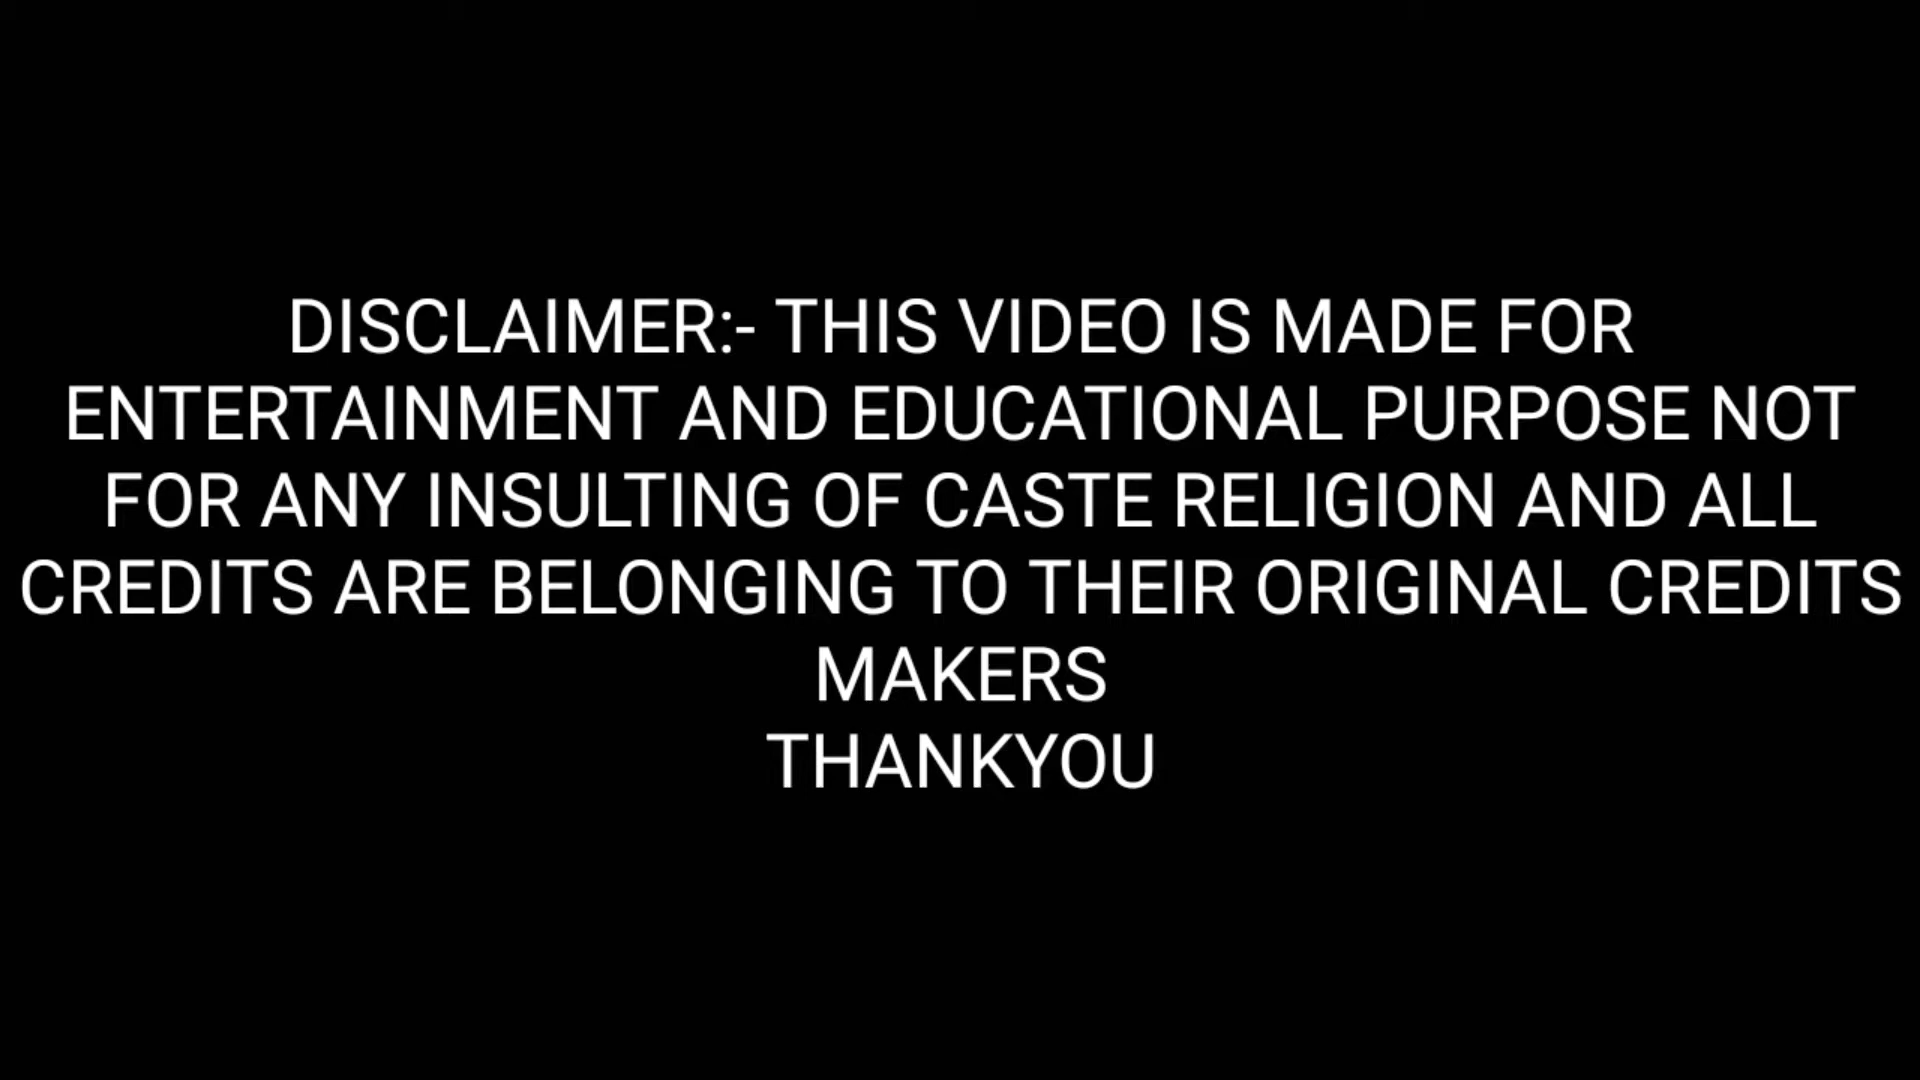 DISCLAIMER:- THIS VIDEO IS MADE FOR
ENTERTAINMENT AND EDUCATIONAL PURPOSE NOT
FOR ANY INSULTING OF CASTE RELIGION AND ALL
CREDITS ARE BELONGING TO THEIR ORIGINAL CREDITS
MAKERS
THANKYOU